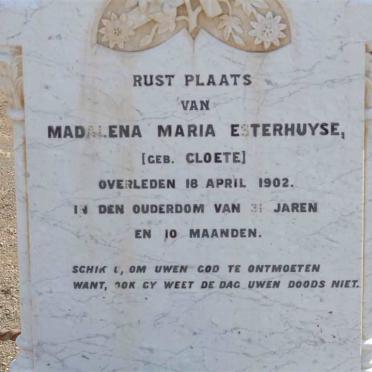 RUST PLAATS
VAN
MADALENA MARIA ESTERHUYSE,
[GEB. CLOETE]
OVERLEDEN 18 APRIL 1902.
IN DEN OUDERDOM VAN 31 JAREN
EN 10 MAANDEN.
SCHIK U, OM UWEN GOD TE ONTMOETEN
WANT, OOK GY WEET DE DAG UWEN DOODS NIET.